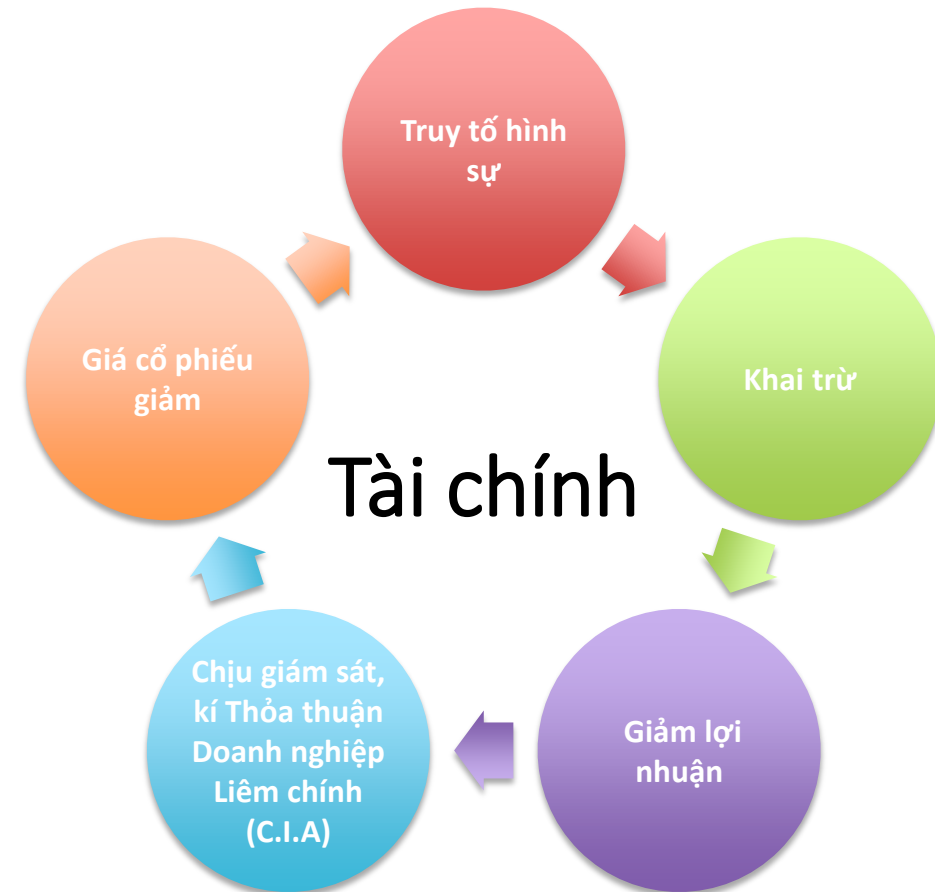 Truy tố hình
sự
Khai trừ
Giảm lợi
nhuận
Chịu giám sát,
kí Thỏa thuận
Doanh nghiệp
Liêm chính
(C.I.A)
Giá cổ phiếu
giảm
Tài chính